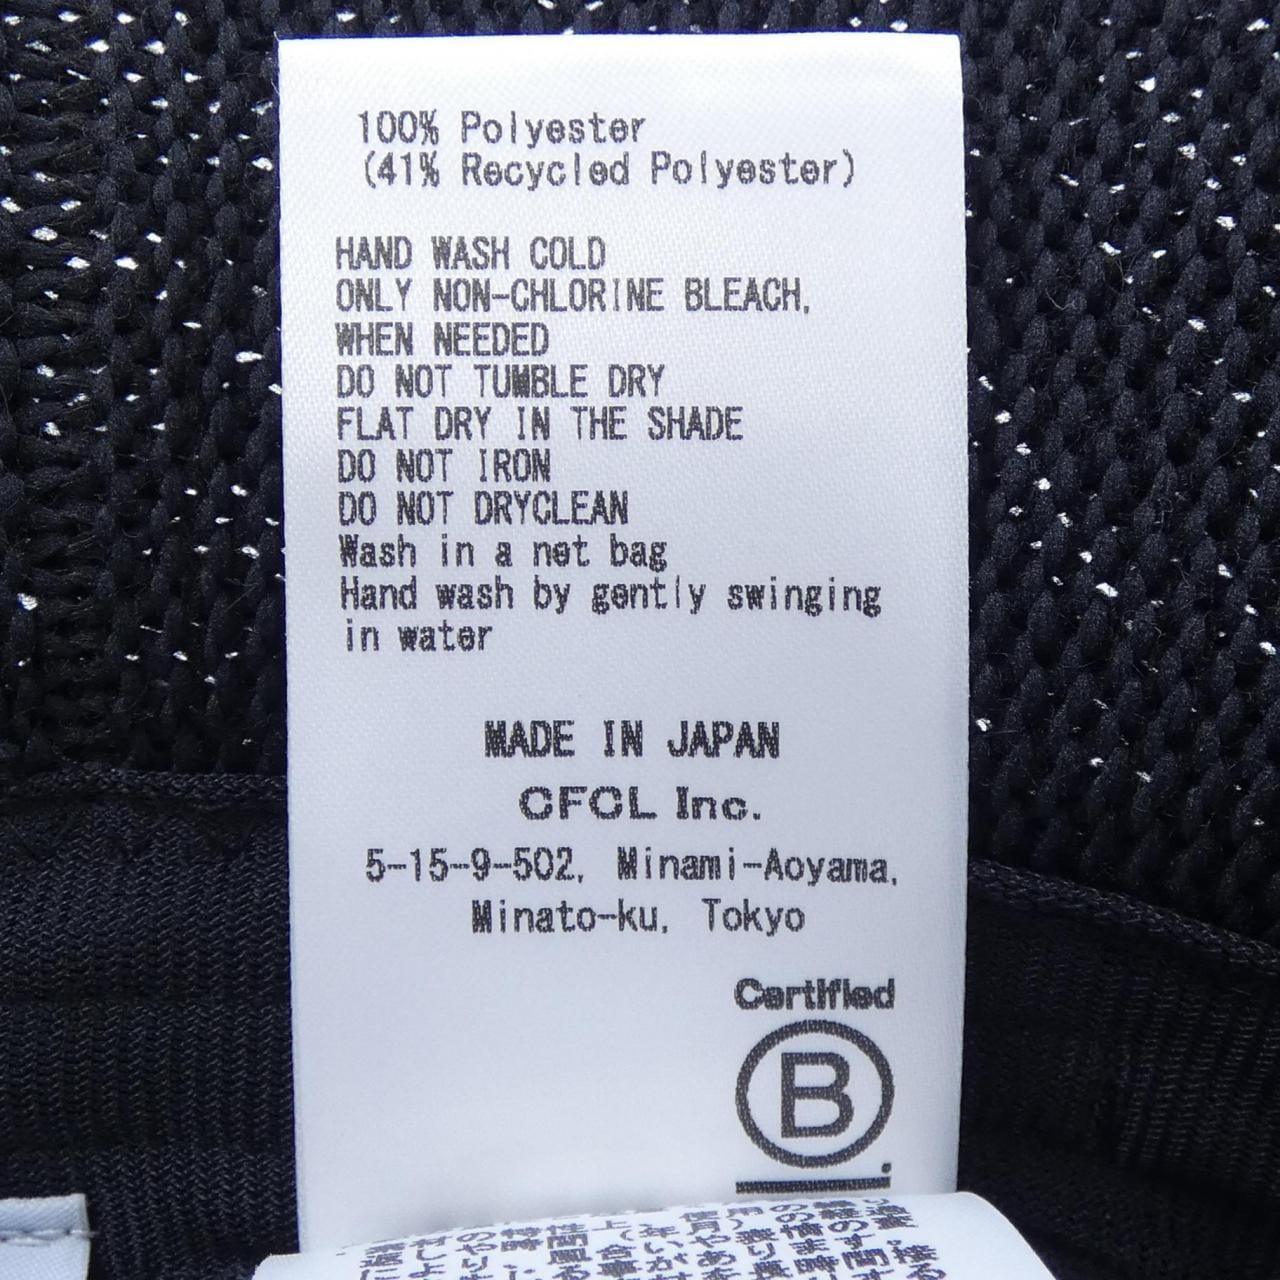 100% Polyester
(41% Recycled Polyester)
HAND WASH COLD
ONLY NON-CHLORINE BLEACH,
WHEN NEEDED
DO NOT TUMBLE DRY
FLAT DRY IN THE SHADE
DO NOT IRON
DO NOT DRYCLEAN
Wash in a net bag
Hand wash by gently swinging
in water
MADE IN JAPAN
CFCL Inc.
5-15-9-502, Minami-Aoyama,
Minato-ku, Tokyo
Certified
B